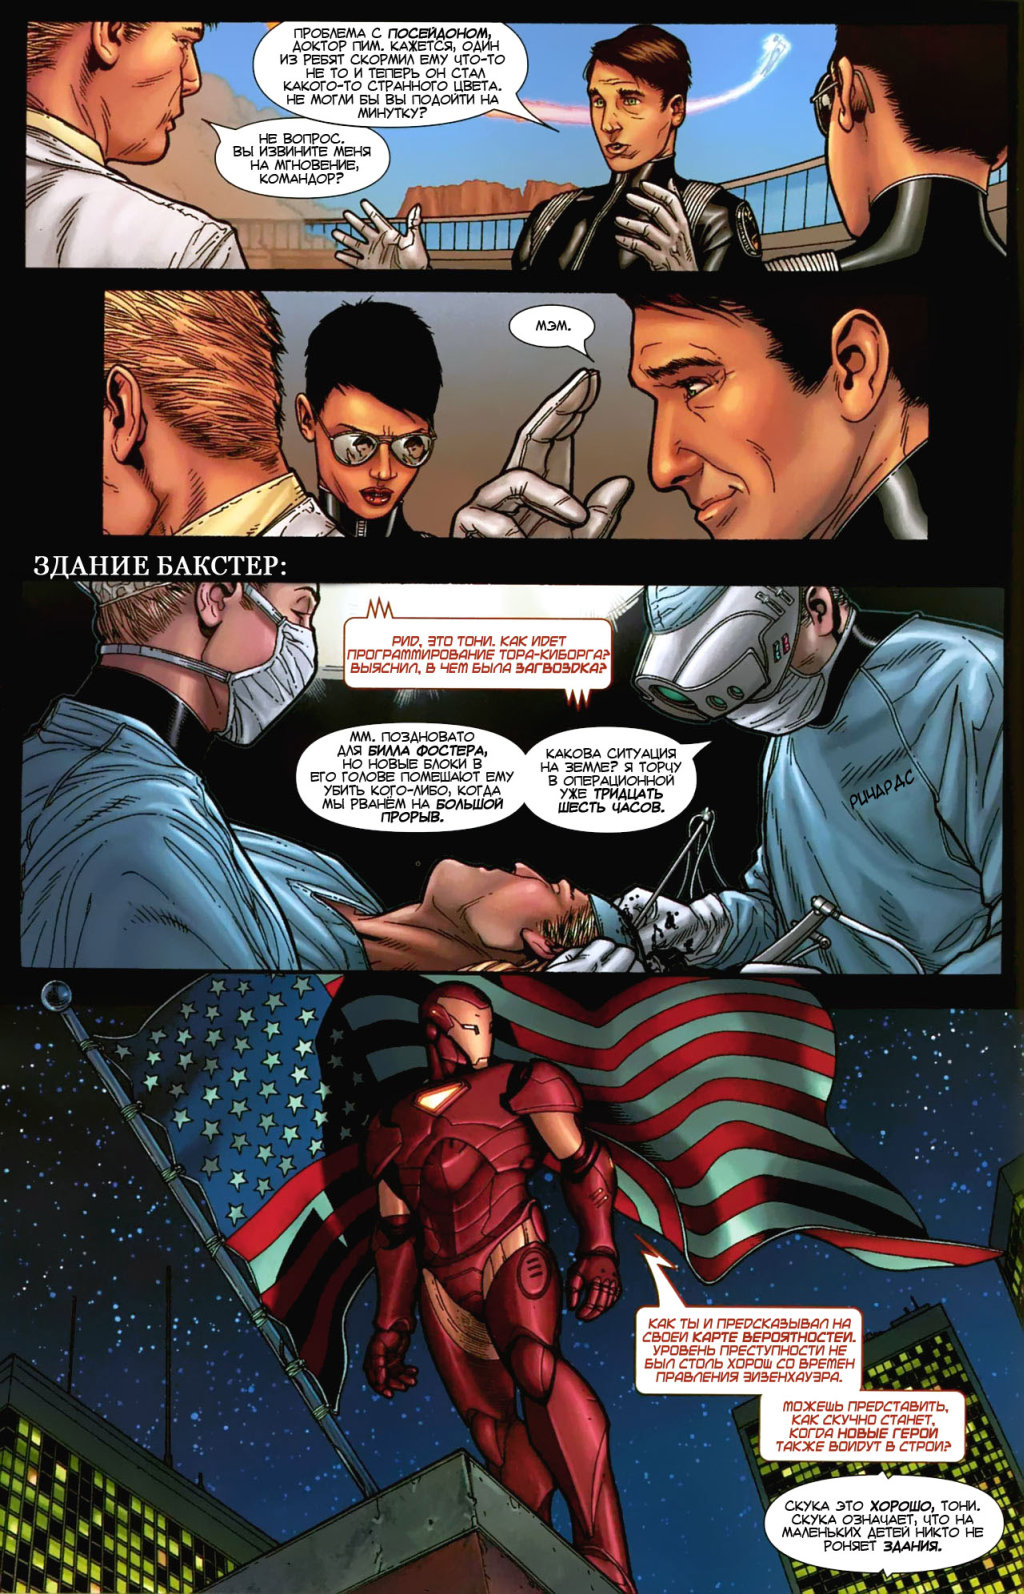 ПРОБЛЕМА С ПОСЕЙДОНОМ,
ДОКТОР ПИМ. КАЖЕТСЯ, ОДИН
ИЗ РЕБЯТ СКОРМИЛ ЕМУ ЧТО-ТО
НЕ ТО И ТЕПЕРЬ ОН СТАЛ
КАКОГО-ТО СТРАННОГО ЦВЕТА.
НЕ МОГЛИ БЫ ВЫ ПОДОЙТИ НА
МИНУТКУ?
НЕ ВОПРОС.
ВЫ ИЗВИНИТЕ МЕНЯ
НА МГНОВЕНИЕ,
КОМАНДОР?
МЭМ.
ЗДАНИЕ БАКСТЕР:
РИД, ЭТО ТОНИ. КАК ИДЕТ
ПРОГРАММИРОВАНИЕ ТОРА-КИБОРГА?
ВЫЯСНИЛ, В ЧЕМ БЫЛА ЗАГВОЗДКА?
ММ. ПОЗДНОВАТО
ДЛЯ БИЛЛА ФОСТЕРА,
НО НОВЫЕ БЛОКИ В
ЕГО ГОЛОВЕ ПОМЕШАЮТ ЕМУ
УБИТЬ КОГО-ЛИБО, КОГДА
МЫ РВАНЁМ НА БОЛЬШОЙ
ПРОРЫВ.
КАКОВА СИТУАЦИЯ
НА ЗЕМЛЕ? Я ТОРЧУ
В ОПЕРАЦИОННОЙ
УЖЕ ТРИДЦАТЬ
ШЕСТЬ ЧАСОВ.
РИЧАРДС
КАК ТЫ И ПРЕДСКАЗЫВАЛ НА
СВОЕЙ КАРТЕ ВЕРОЯТНОСТЕЙ.
УРОВЕНЬ ПРЕСТУПНОСТИ НЕ
БЫЛ СТОЛЬ ХОРОШ СО ВРЕМЕН
ПРАВЛЕНИЯ ЭЙЗЕНХАУЭРА.
МОЖЕШЬ ПРЕДСТАВИТЬ,
КАК СКУЧНО СТАНЕТ,
КОГДА НОВЫЕ ГЕРОИ
ТАКЖЕ ВОЙДУТ В СТРОЙ?
СКУКА ЭТО ХОРОШО, ТОНИ.
СКУКА ОЗНАЧАЕТ, ЧТО НА
МАЛЕНЬКИХ ДЕТЕЙ НИКТО НЕ
РОНЯЕТ ЗДАНИЯ.